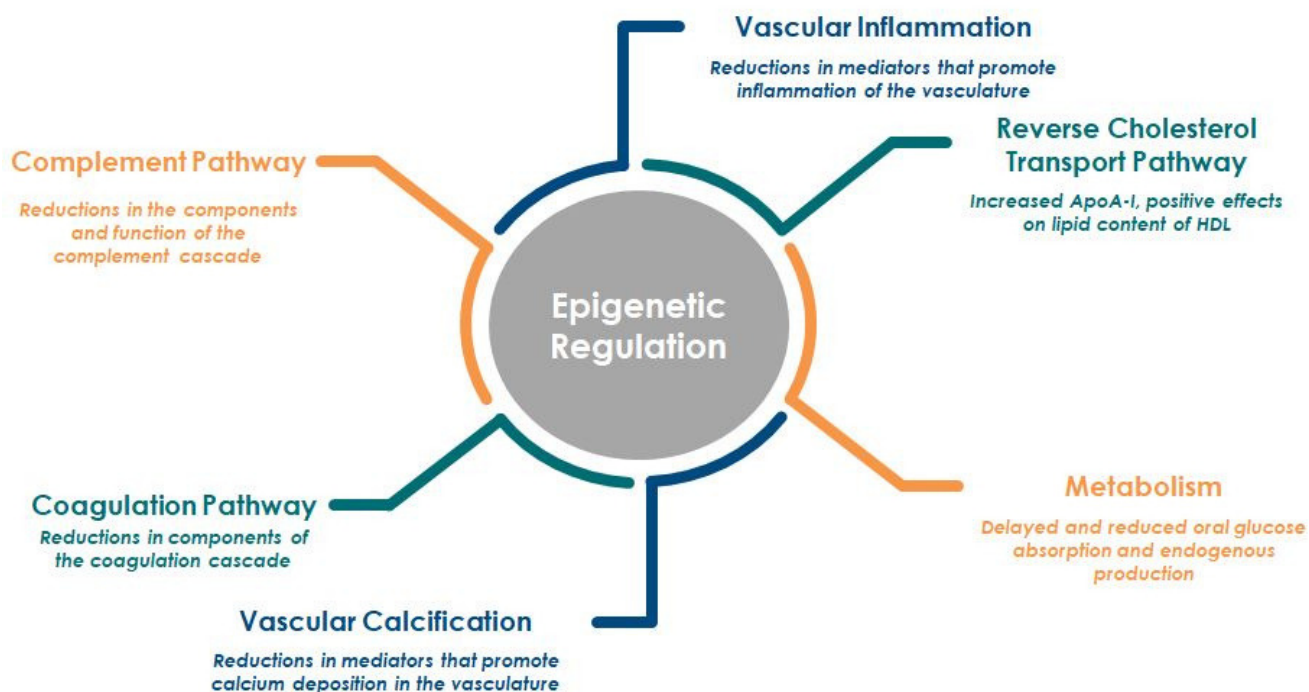 Vascular Inflammation
Reductions in mediators that promote
inflammation of the vasculature
Reverse Cholesterol
Transport Pathway
Increased ApoA-I, positive effects
on lipid content of HDL
Complement Pathway
Reductions in the components
and function of the
complement cascade
Epigenetic
Regulation
Metabolism
Delayed and reduced oral glucose
absorption and endogenous
production
Coagulation Pathway
Reductions in components of
the coagulation cascade
Vascular Calcification
Reductions in mediators that promote
calcium deposition in the vasculature